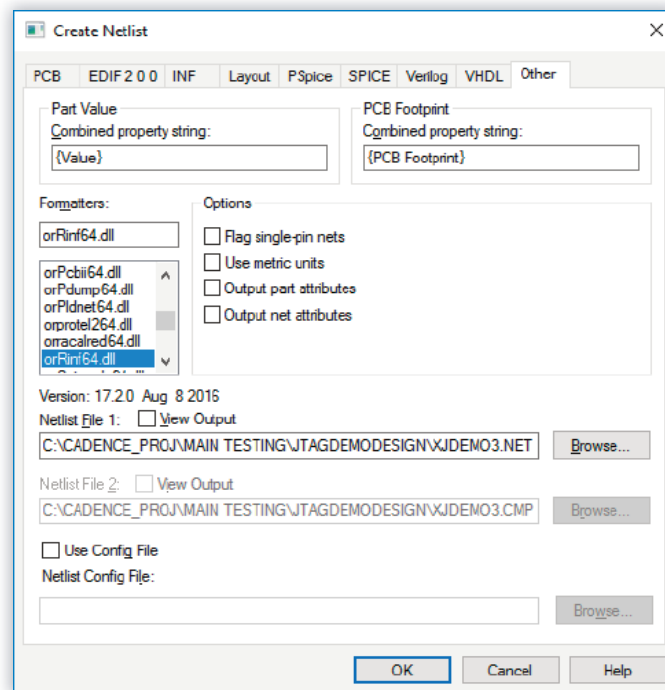 Create Netlist
PCB EDIF 2 0 0 INF Layout PSpice SPICE Verilog VHDL Other
Part Value
Combined property string:
{Value}
PCB Footprint
Combined property string:
{PCB Footprint}
Formatters:
orRinf64.dll
orPcbii64.dll
orPdump64.dll
orPldnet64.dll
orprotel264.dll
orracalred64.dll
orRinf64.dll
Options
Flag single-pin nets
Use metric units
Output part attributes
Output net attributes
Version: 17.2.0 Aug 8 2016
Netlist File 1: View Output
C:\CADENCE_PROJ\MAIN TESTING\JTAGDEMODESIGN\XJDEMO3.NET Browse...
Netlist File 2: View Output
C:\CADENCE_PROJ\MAIN TESTING\JTAGDEMODESIGN\XJDEMO3.CMP Browse...
Use Config File
Netlist Config File:
Browse...
OK Cancel Help